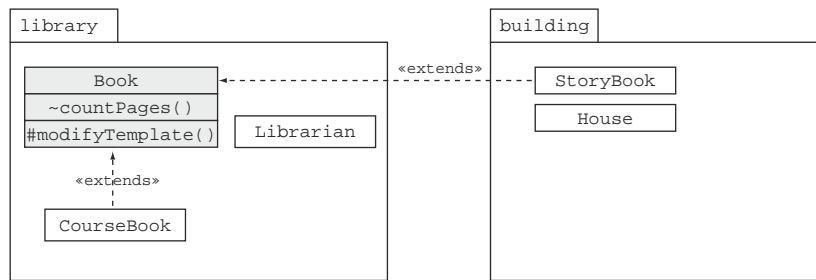 library
Book
~countPages()
#modifyTemplate()
Librarian
«extends»
CourseBook
«extends»
building
StoryBook
House